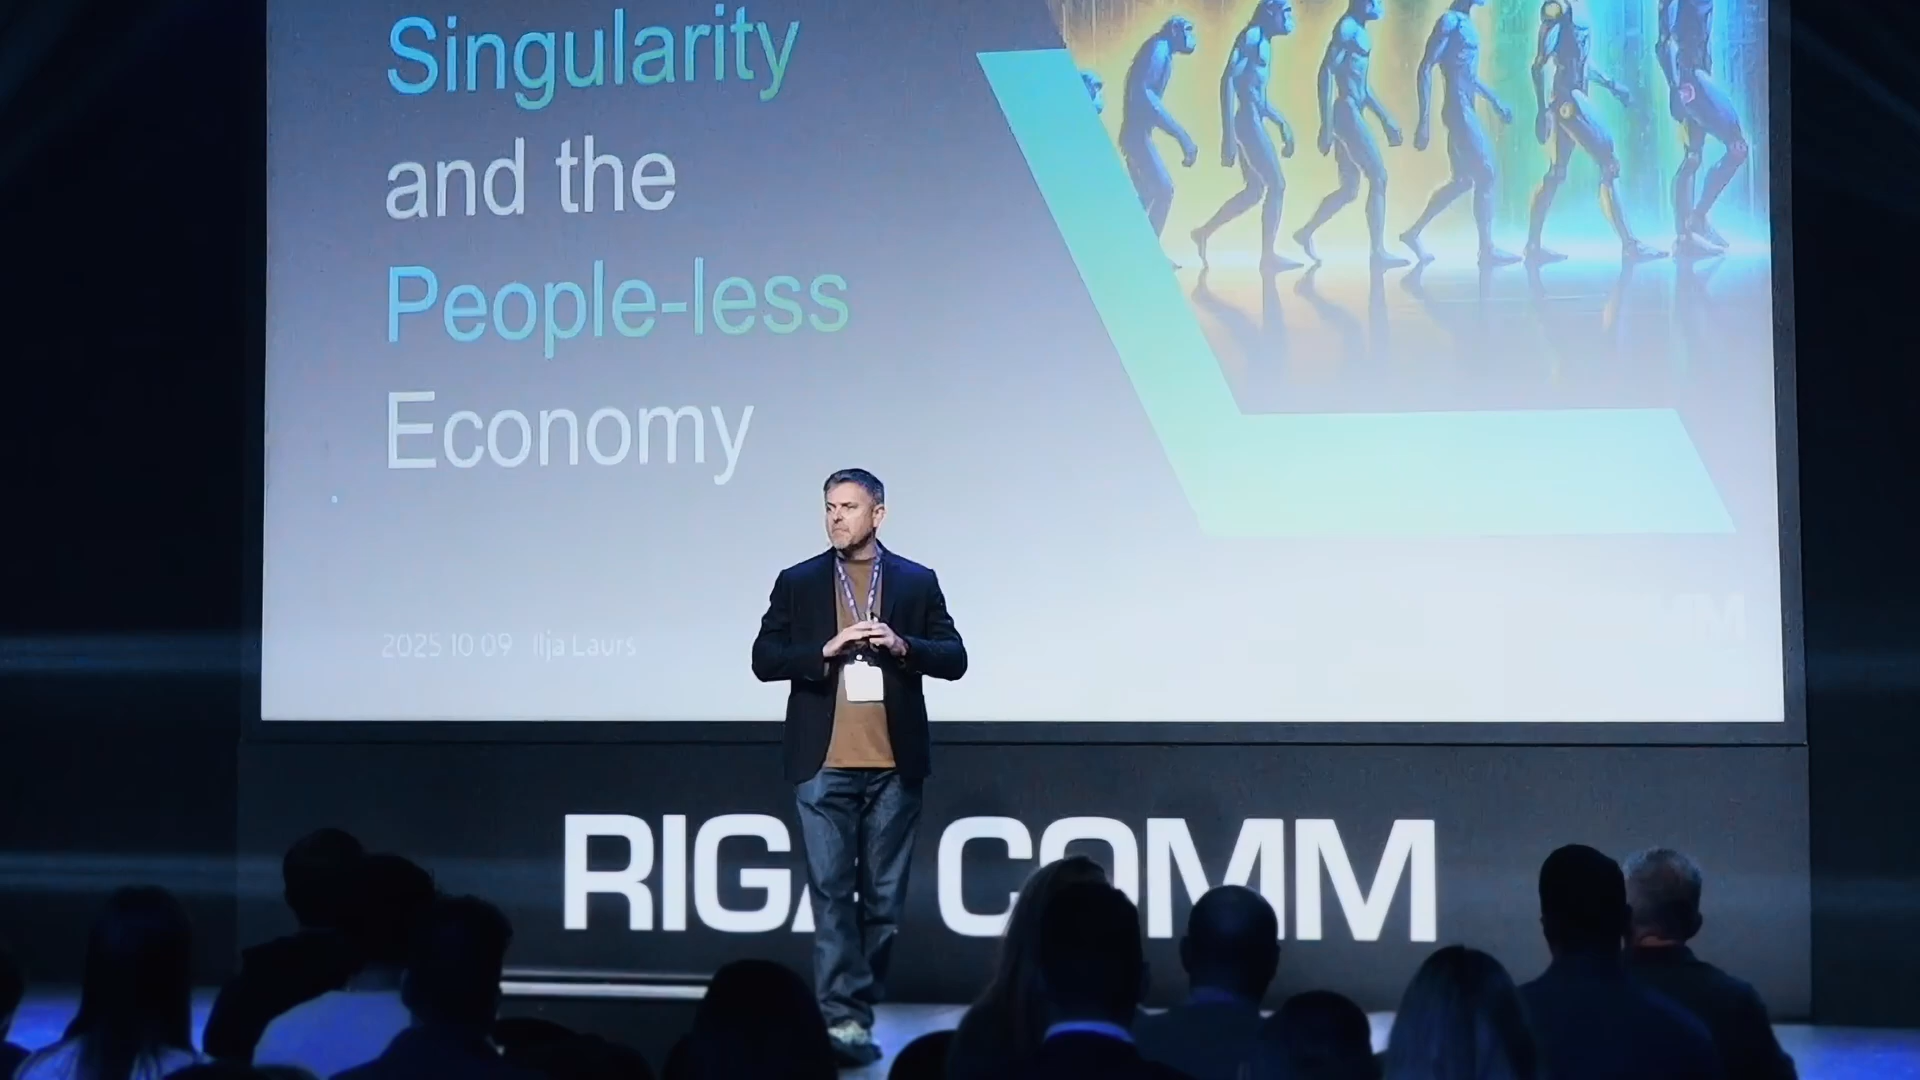 Singularity
and the
People-less
Economy
2025 10 09 Ilja Laurs
RIGA COMM